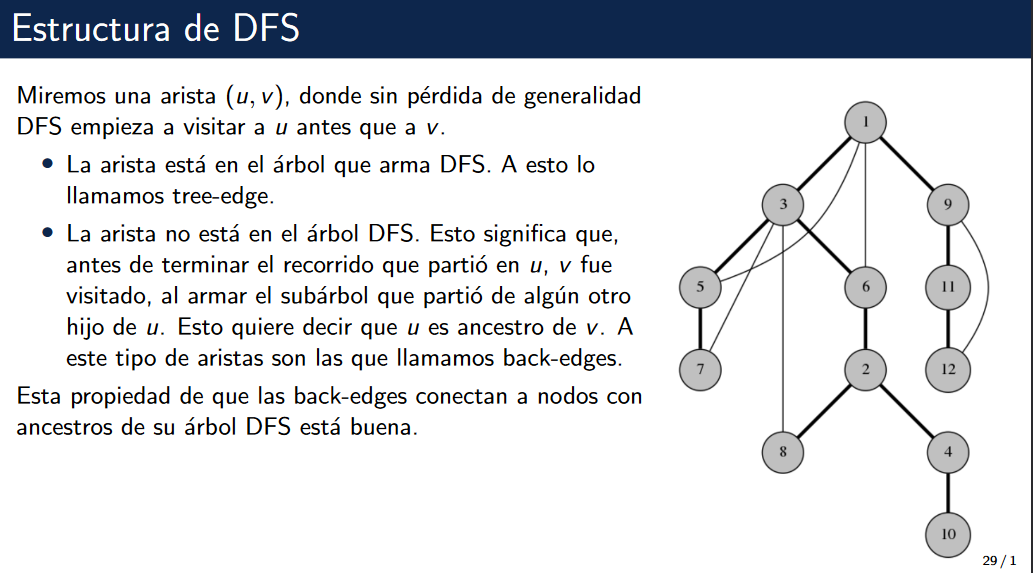 Estructura de DFS
Miremos una arista (u, v), donde sin pérdida de generalidad
DFS empieza a visitar a u antes que a v.
• La arista está en el árbol que arma DFS. A esto lo
llamamos tree-edge.
• La arista no está en el árbol DFS. Esto significa que,
antes de terminar el recorrido que partió en u, v fue
visitado, al armar el subárbol que partió de algún otro
hijo de u. Esto quiere decir que u es ancestro de v. A
este tipo de aristas son las que llamamos back-edges.
Esta propiedad de que las back-edges conectan a nodos con
ancestros de su árbol DFS está buena.
1
3
9
5
6
11
7
2
12
8
4
10
29 / 1